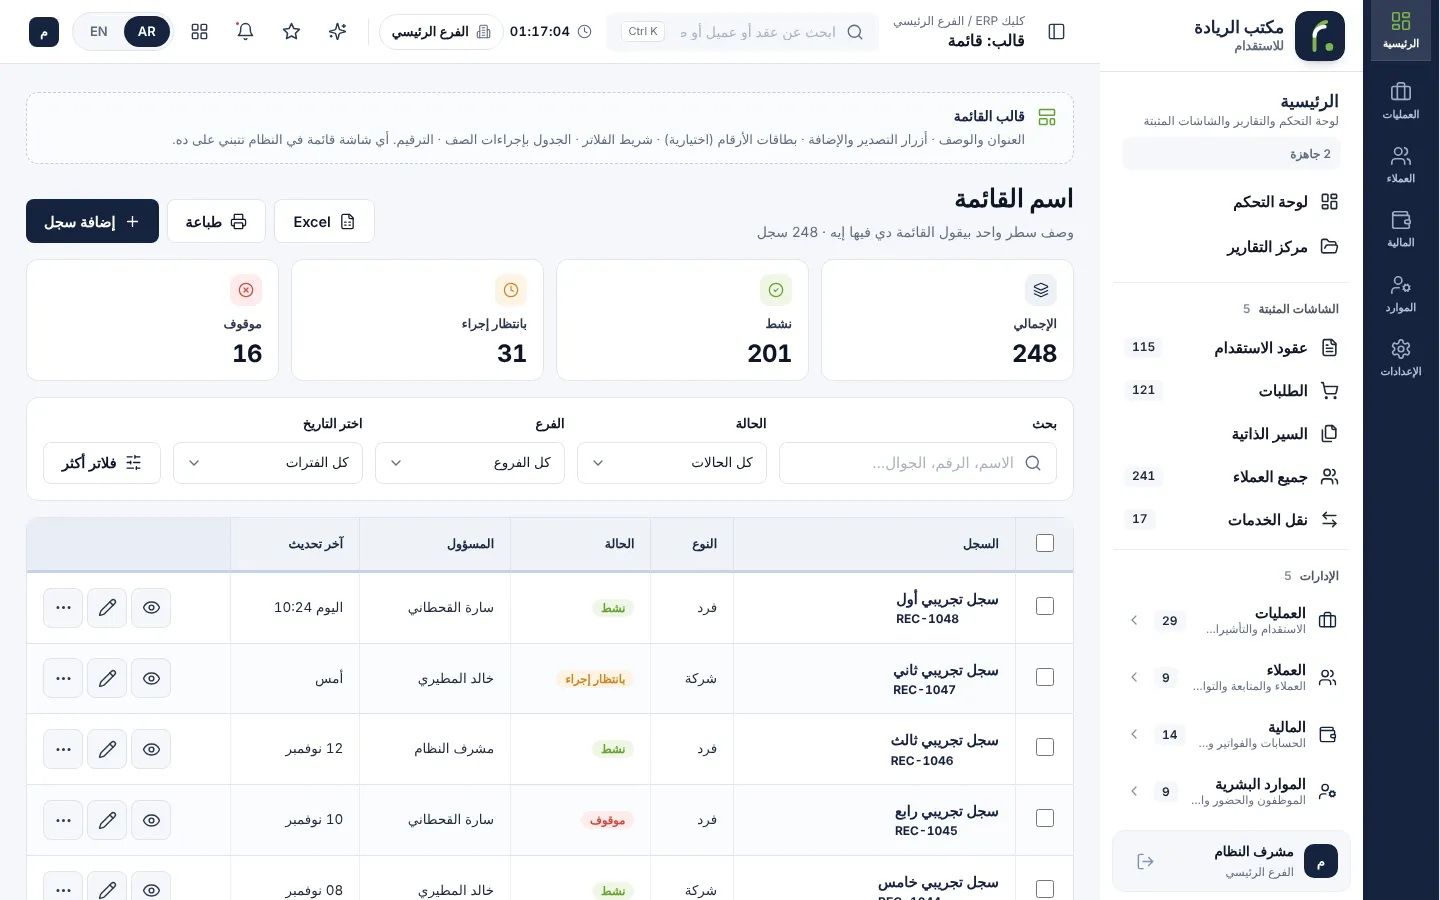 الرئيسية
العمليات
العملاء
المالية
الموارد
الإعدادات
مكتب الريادة
للاستقدام
الرئيسية
لوحة التحكم والتقارير والشاشات المثبتة
2 جاهزة
لوحة التحكم
مركز التقارير
الشاشات المثبتة 5
عقود الاستقدام 115
الطلبات 121
السير الذاتية
جميع العملاء 241
نقل الخدمات 17
الإدارات 5
العمليات 29
الاستقدام والتأشيرا...
العملاء 9
العملاء والمتابعة والتوا...
المالية 14
الحسابات والفواتير و...
الموارد البشرية 9
الموظفون والحضور وا...
م
مشرف النظام
الفرع الرئيسي
كليك ERP / الفرع الرئيسي
قالب: قائمة
ابحث عن عقد أو عميل أو
Ctrl K
01:17:04
الفرع الرئيسي
AR EN
م
قالب القائمة
العنوان والوصف · أزرار التصدير والإضافة · بطاقات الأرقام (اختيارية) · شريط الفلاتر · الجدول بإجراءات الصف · الترقيم. أي شاشة قائمة في النظام تتبني على ده.
اسم القائمة
وصف سطر واحد بيقول القائمة دي فيها إيه · 248 سجل
Excel
طباعة
إضافة سجل
الإجمالي
248
نشط
201
بانتظار إجراء
31
موقوف
16
بحث
الاسم، الرقم، الجوال...
الحالة
كل الحالات
الفرع
كل الفروع
اختر التاريخ
كل الفترات
فلاتر أكثر
السجل النوع الحالة المسؤول آخر تحديث
سجل تجريبي أول فرد نشط سارة القحطاني اليوم 10:24
REC-1048
سجل تجريبي ثاني شركة بانتظار إجراء خالد المطيري أمس
REC-1047
سجل تجريبي ثالث فرد نشط مشرف النظام 12 نوفمبر
REC-1046
سجل تجريبي رابع فرد موقوف سارة القحطاني 10 نوفمبر
REC-1045
سجل تجريبي خامس شركة نشط خالد المطيري 08 نوفمبر